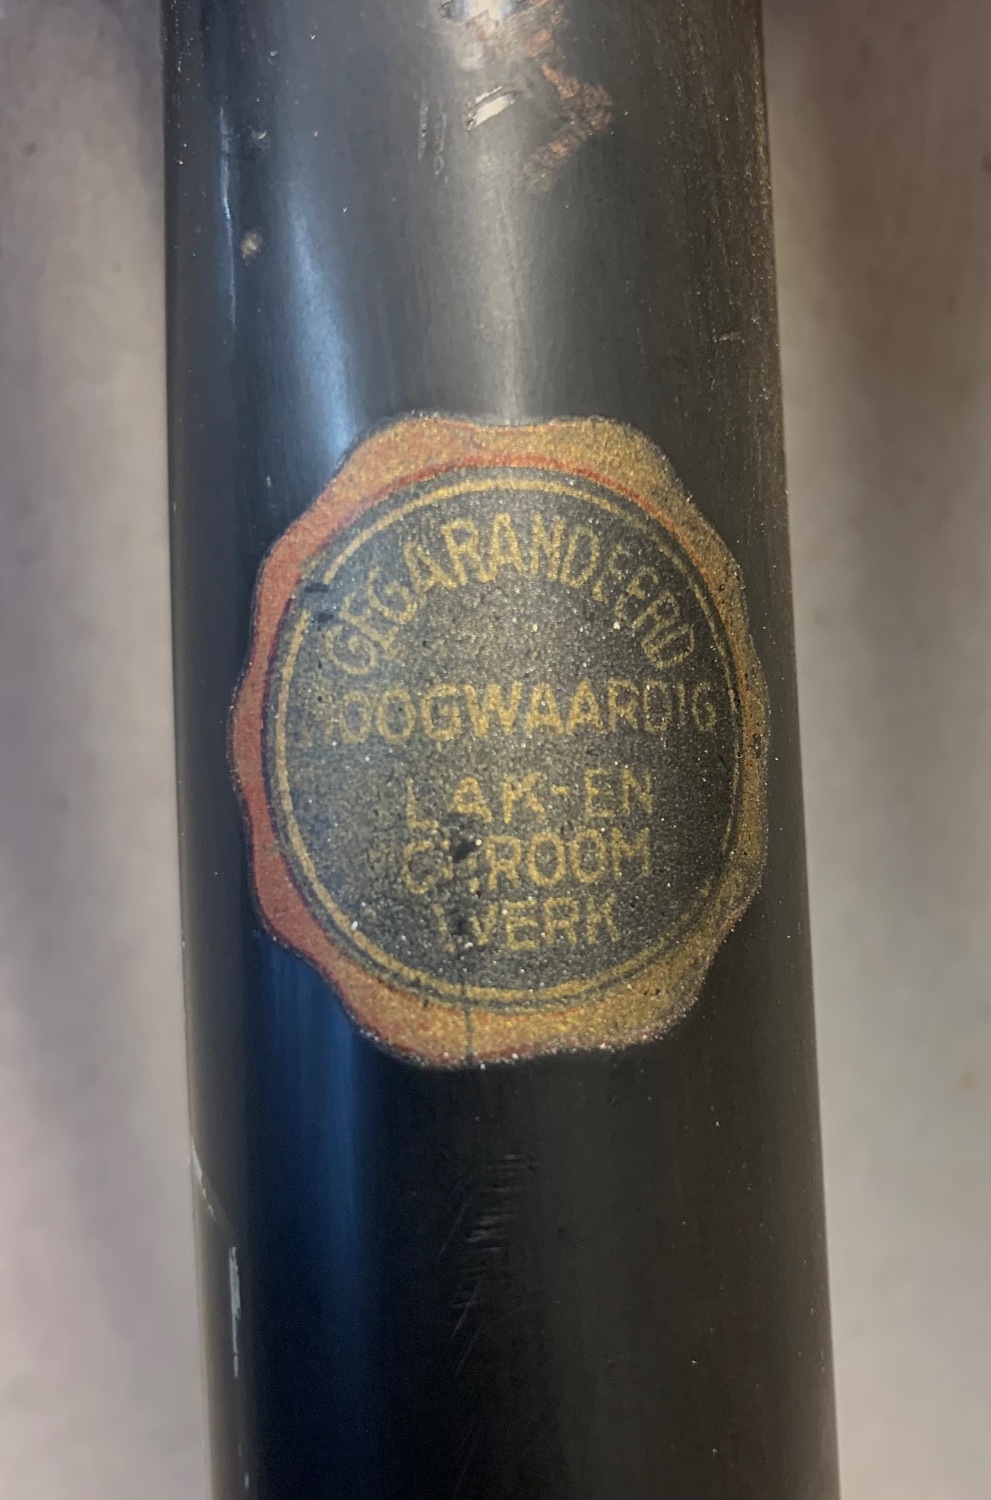 GEGARANDEERD
HOOGWAARDIG
LAK-EN
CHROOM
WERK